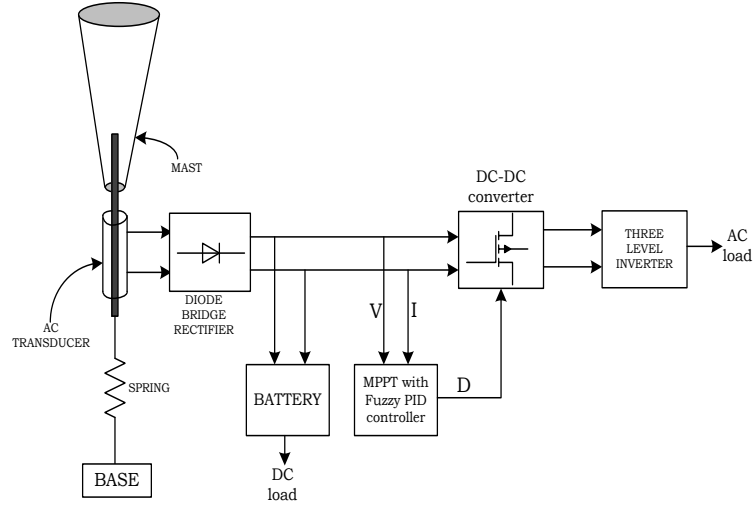 MAST
DC-DC
converter
THREE
LEVEL
INVERTER
AC
load
DIODE
BRIDGE
RECTIFIER
AC
TRANSDUCER
V
I
SPRING
BATTERY
MPPT with
Fuzzy PID
controller
D
BASE
DC
load